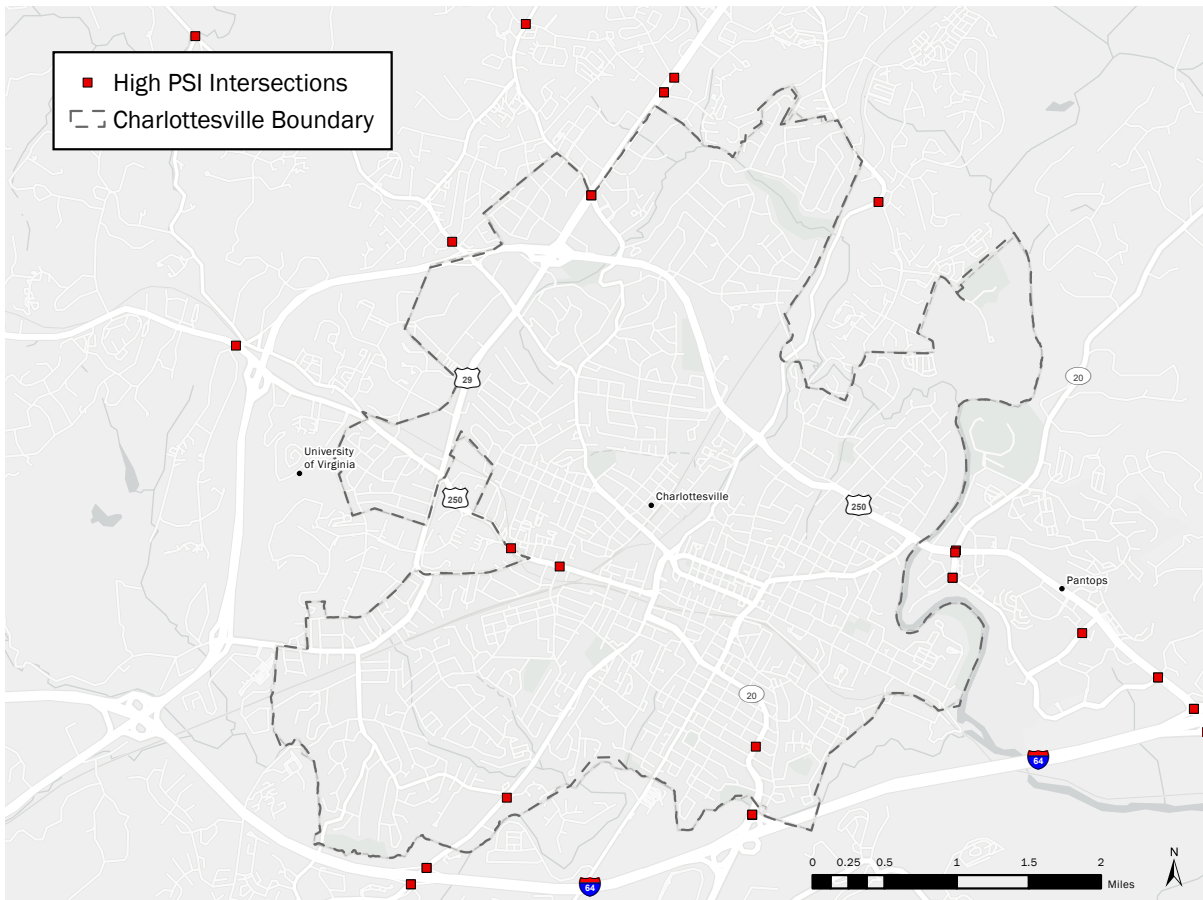 High PSI Intersections
Charlottesville Boundary
29
20
University
of Virginia
250
Charlottesville
250
Pantops
20
64
64
0
0.25
0.5
1
1.5
2
Miles
N